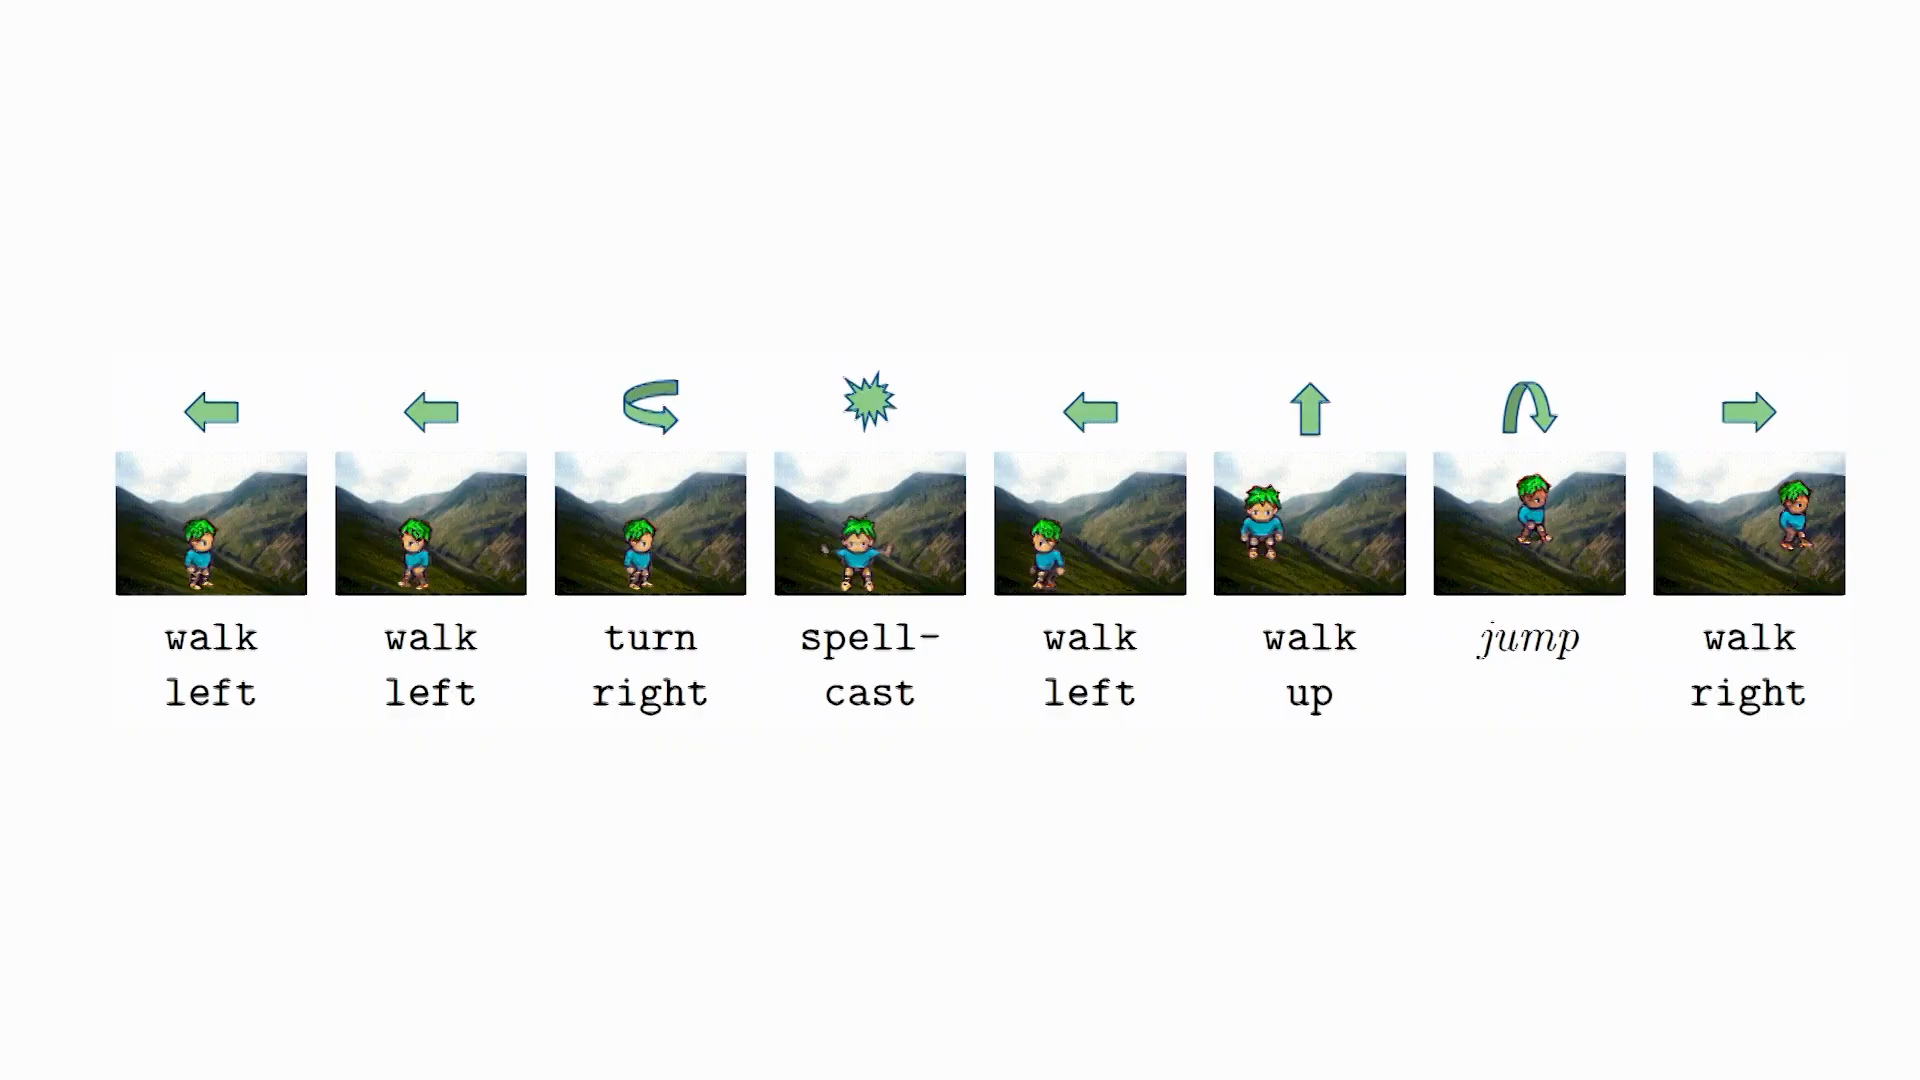 walk left
walk left
turn right
spell-cast
walk left
walk up
jump
walk right